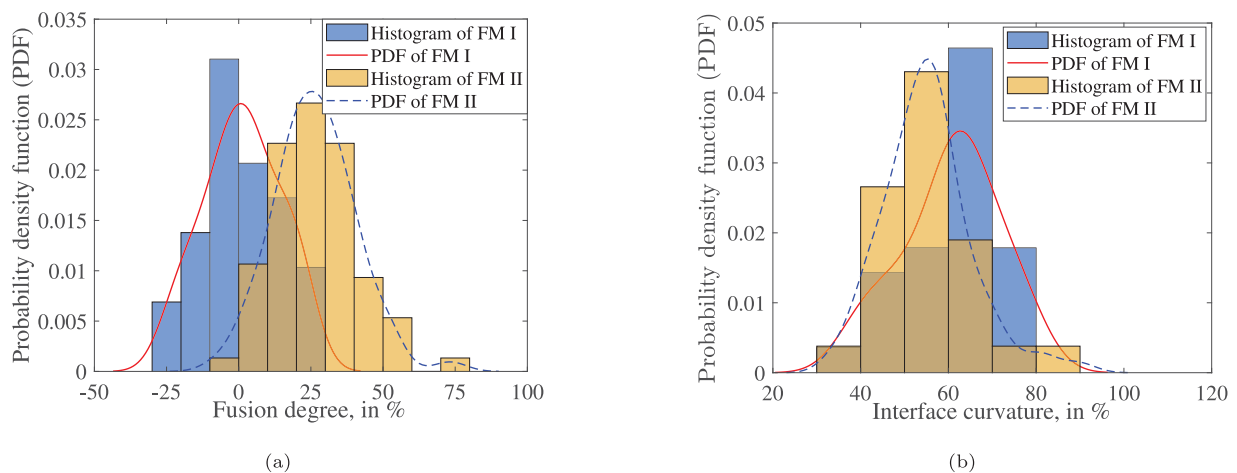 0.035
0.03
0.025
0.02
0.015
0.01
0.005
0
Probability density function (PDF)
Histogram of FM I
PDF of FM I
Histogram of FM II
PDF of FM II
-50 -25 0 25 50 75 100
Fusion degree, in %
(a)
0.05
0.04
0.03
0.02
0.01
0
Probability density function (PDF)
Histogram of FM I
PDF of FM I
Histogram of FM II
PDF of FM II
20 40 60 80 100 120
Interface curvature, in %
(b)